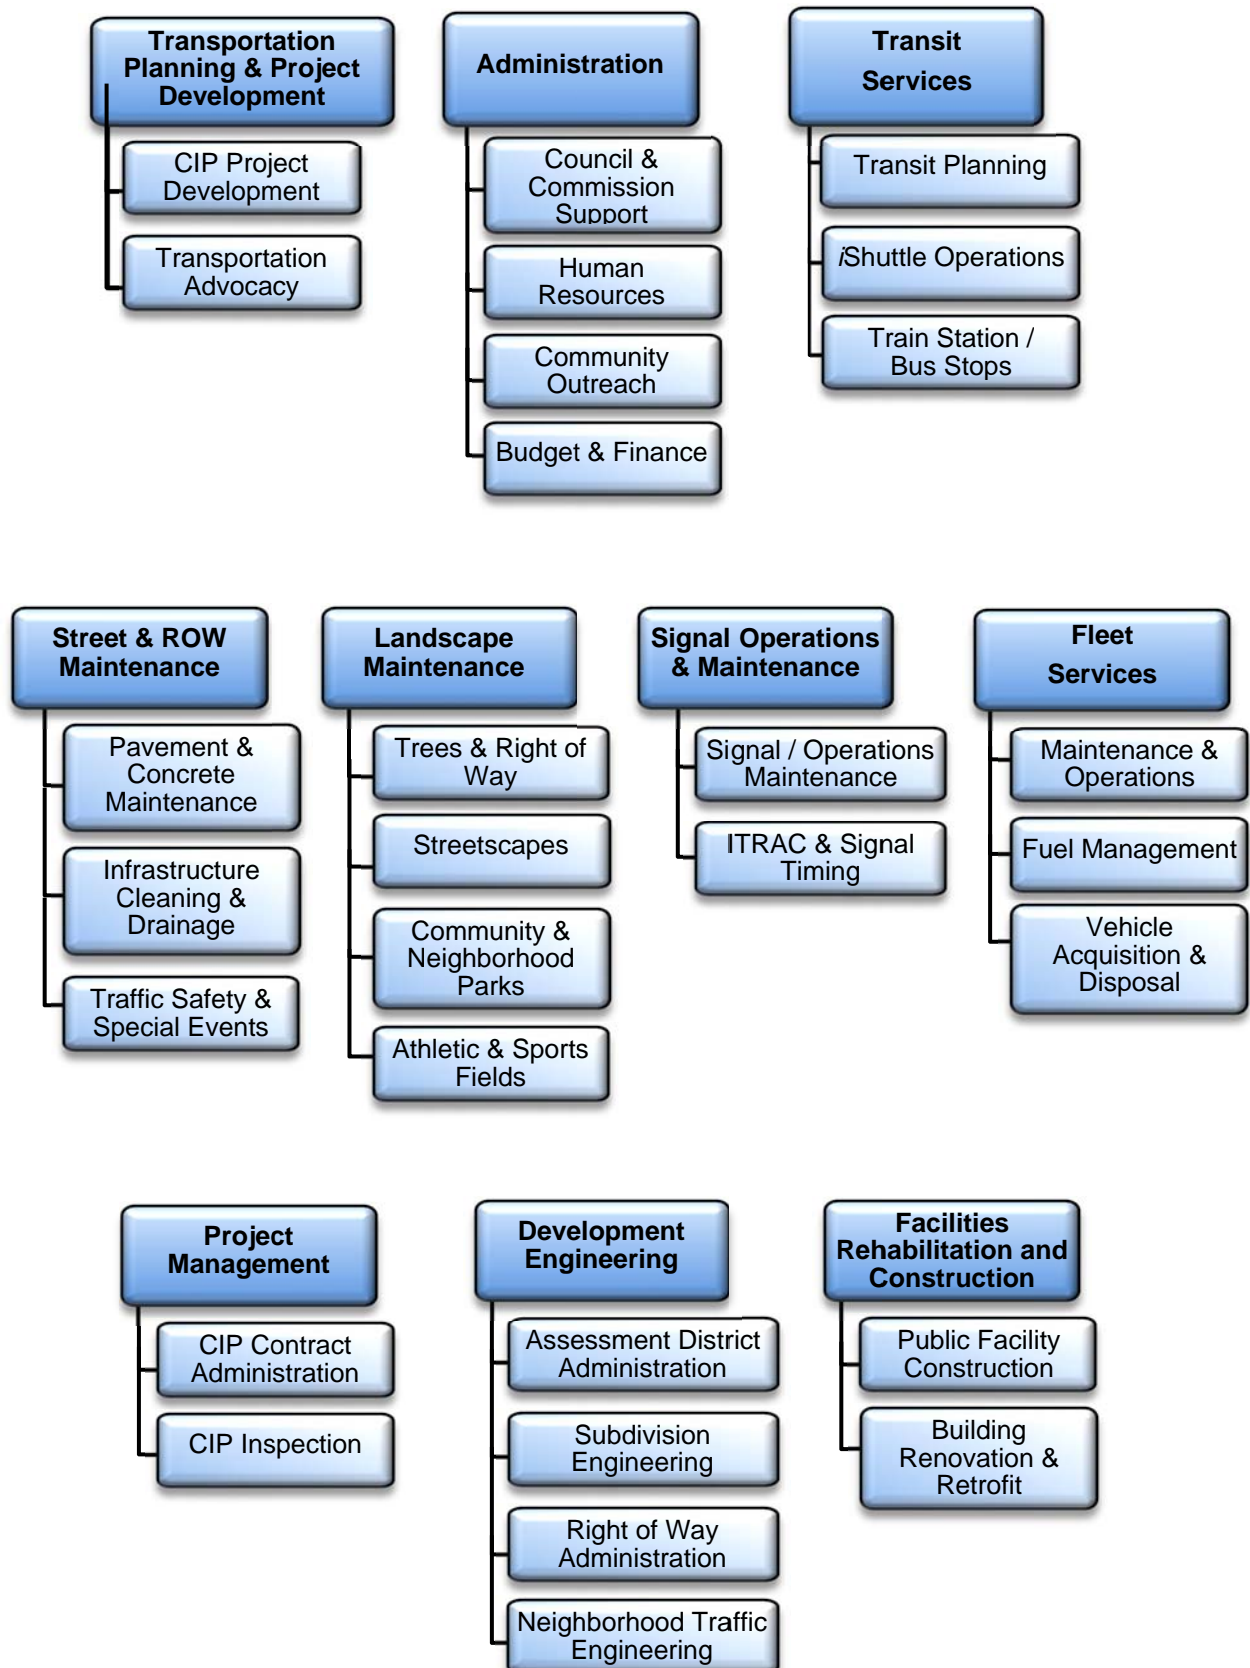 Transportation
Planning & Project
Development
CIP Project
Development
Transportation
Advocacy
Administration
Council &
Commission
Support
Human
Resources
Community
Outreach
Budget & Finance
Transit
Services
Transit Planning
iShuttle Operations
Train Station /
Bus Stops
Street & ROW
Maintenance
Pavement &
Concrete
Maintenance
Infrastructure
Cleaning &
Drainage
Traffic Safety &
Special Events
Landscape
Maintenance
Trees & Right of
Way
Streetscapes
Community &
Neighborhood
Parks
Athletic & Sports
Fields
Signal Operations
& Maintenance
Signal / Operations
Maintenance
ITRAC & Signal
Timing
Fleet
Services
Maintenance &
Operations
Fuel Management
Vehicle
Acquisition &
Disposal
Project
Management
CIP Contract
Administration
CIP Inspection
Development
Engineering
Assessment District
Administration
Subdivision
Engineering
Right of Way
Administration
Neighborhood Traffic
Engineering
Facilities
Rehabilitation and
Construction
Public Facility
Construction
Building
Renovation &
Retrofit